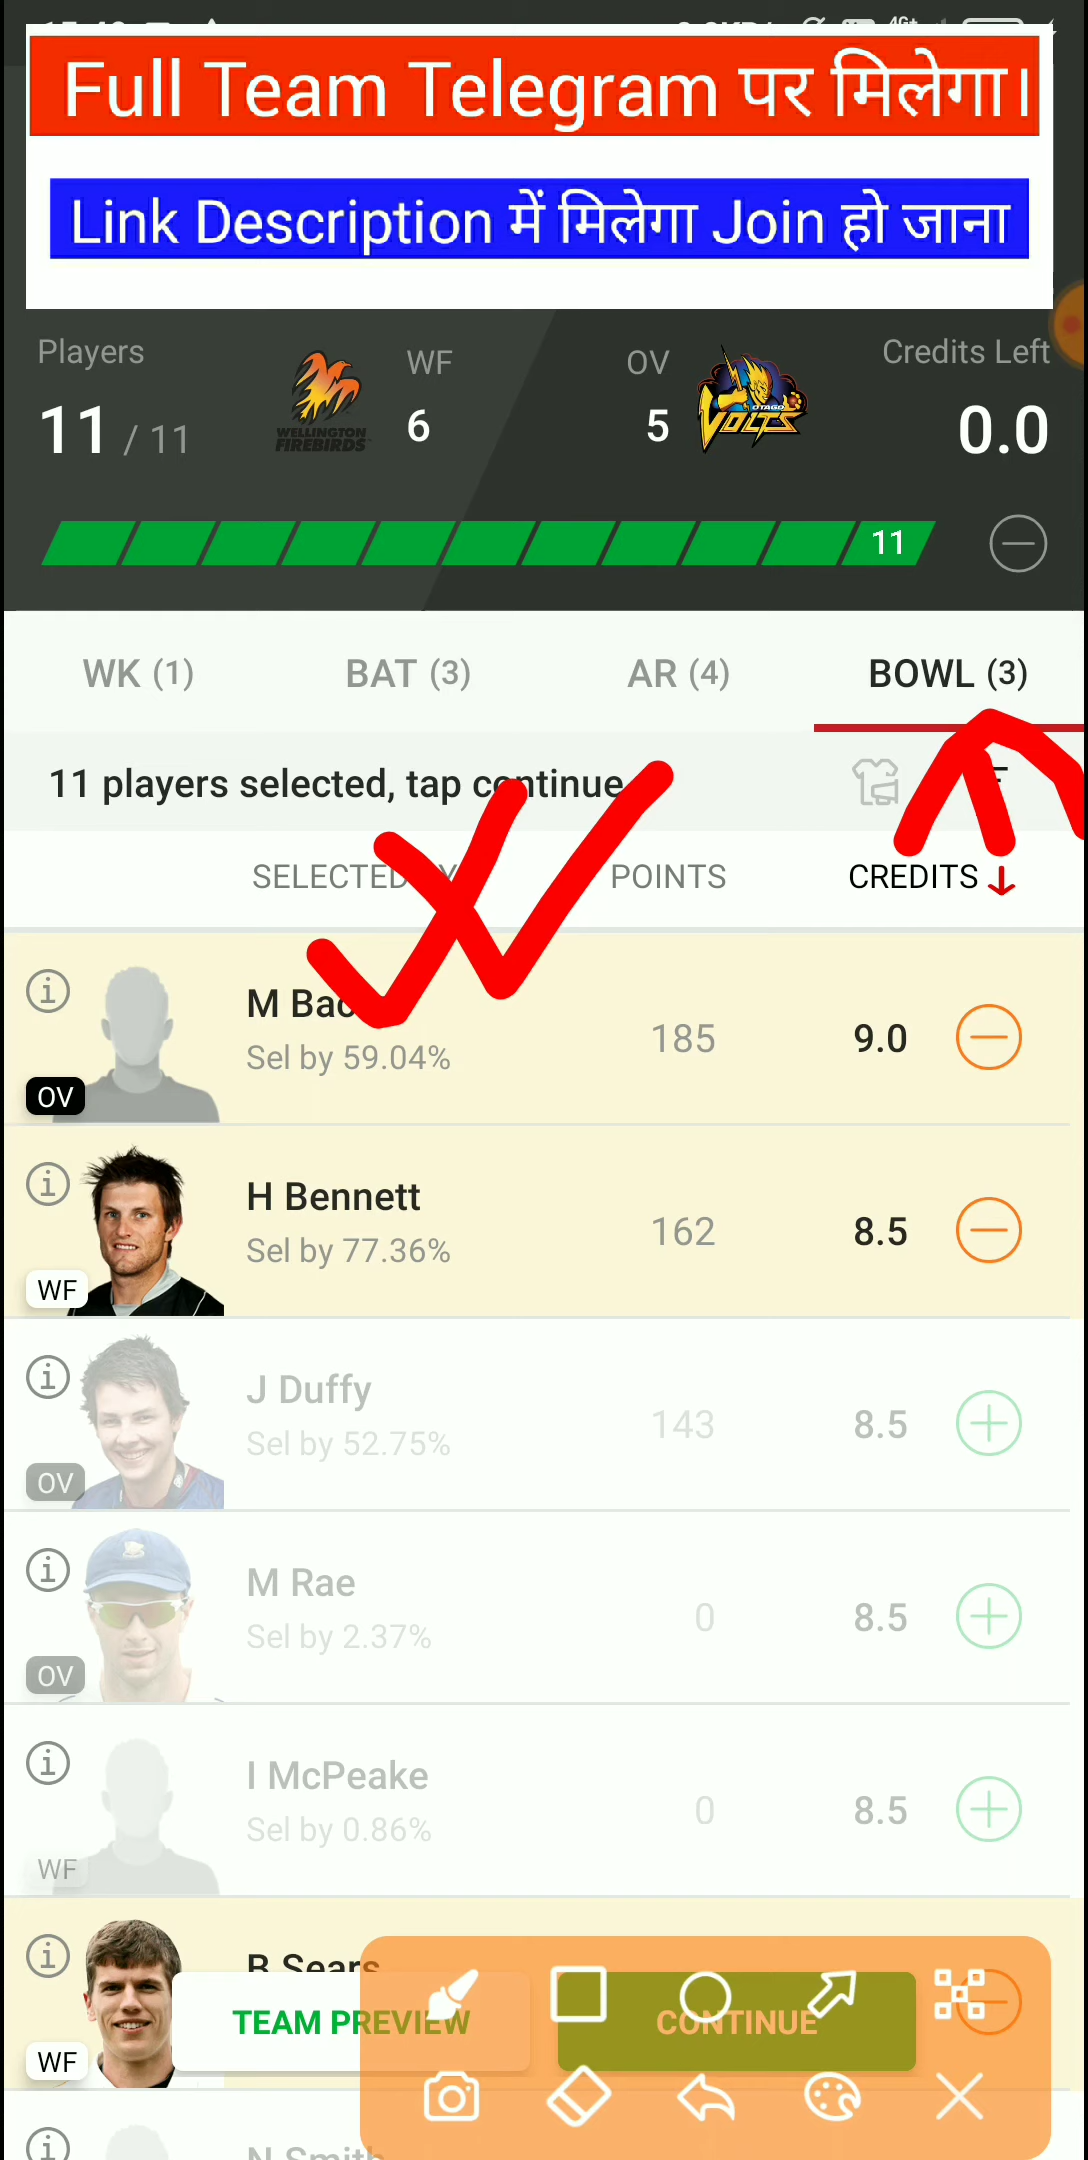 Full Team Telegram पर मिलेगा।
Link Description में मिलेगा Join हो जाना
Players
WF
OV
Credits Left
11 / 11
WELLINGTON FIREBIRDS
6
5
OTAGO VOLTS
0.0
11
WK (1)
BAT (3)
AR (4)
BOWL (3)
11 players selected, tap continue
SELECTED
POINTS
CREDITS
M
Sel by 59.04%
185
9.0
OV
H Bennett
Sel by 77.36%
162
8.5
WF
J Duffy
Sel by 52.75%
143
8.5
OV
M Rae
Sel by 2.37%
0
8.5
OV
I McPeake
Sel by 0.86%
0
8.5
WF
B Sears
TEAM PREVIEW
CONTINUE
WF
N Smith